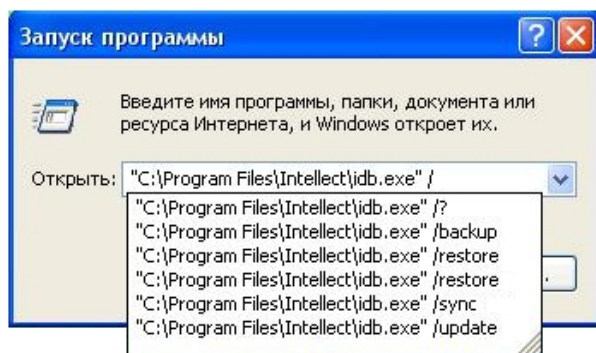 Запуск программы
Введите имя программы, папки, документа или
ресурса Интернета, и Windows откроет их.
Открыть: "C:\Program Files\Intellect\idb.exe" /
"C:\Program Files\Intellect\idb.exe" /?
"C:\Program Files\Intellect\idb.exe" /backup
"C:\Program Files\Intellect\idb.exe" /restore
"C:\Program Files\Intellect\idb.exe" /restore
"C:\Program Files\Intellect\idb.exe" /sync
"C:\Program Files\Intellect\idb.exe" /update